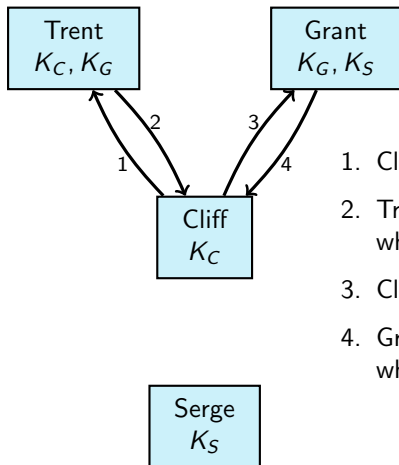 Trent
K_C, K_G
Grant
K_G, K_S
2
3
1
4
Cliff
K_C
1. Cl
2. Tr
wh
3. Cl
4. Gr
wh
Serge
K_S